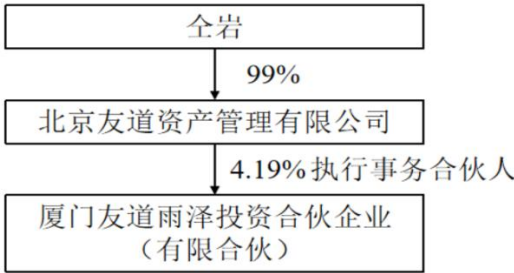 仝岩
99%
北京友道资产管理有限公司
4.19%执行事务合伙人
厦门友道雨泽投资合伙企业
（有限合伙）